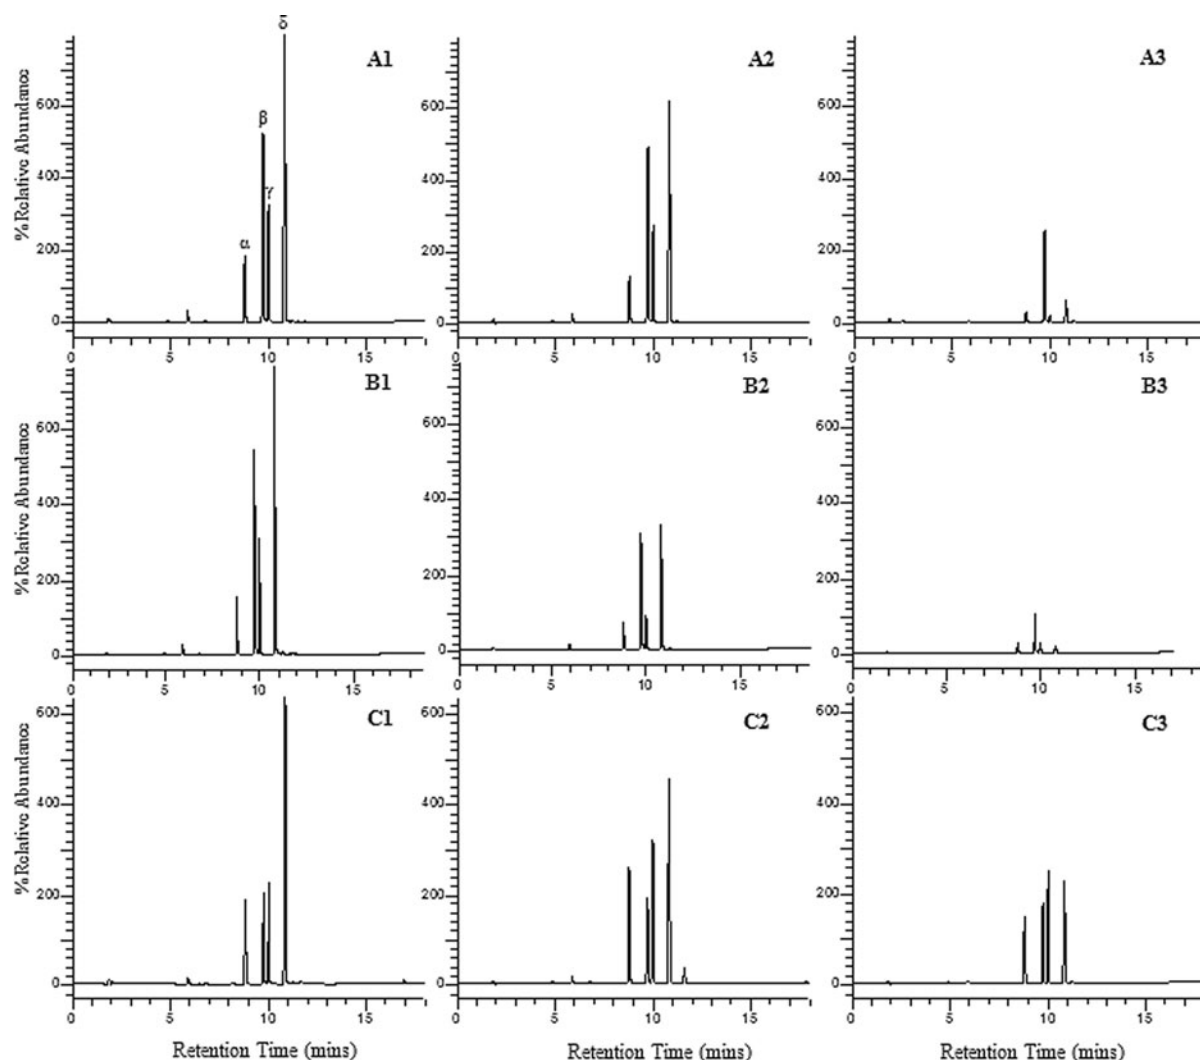 δ
A1 A2 A3
β
γ
α
% Relative Abundance
600 600 600
400 400 400
200 200 200
0 0 0
0 5 10 15 0 5 10 15 0 5 10 15
B1 B2 B3
% Relative Abundance
600 600 600
400 400 400
200 200 200
0 0 0
0 5 10 15 0 5 10 15 0 5 10 15
C1 C2 C3
% Relative Abundance
600 600 600
400 400 400
200 200 200
0 0 0
0 5 10 15 0 5 10 15 0 5 10 15
Retention Time (mins) Retention Time (mins) Retention Time (mins)